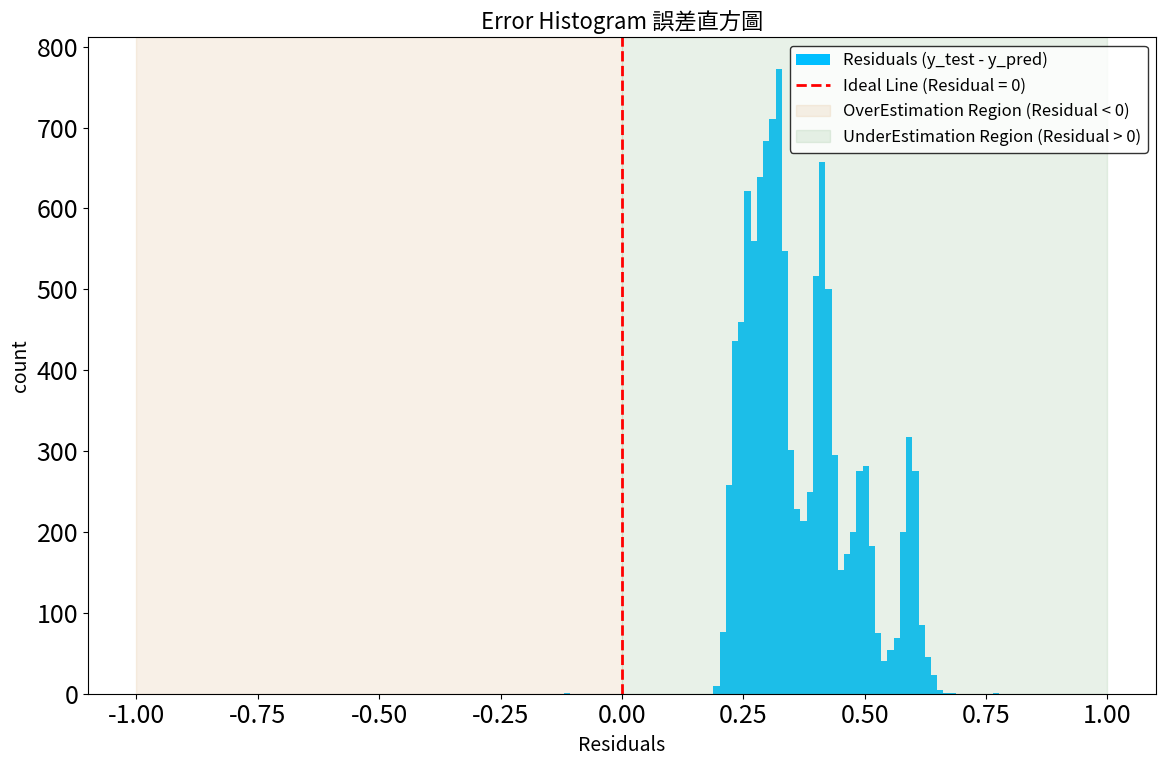 Error Histogram 誤差直方圖
Residuals (y_test - y_pred)
Ideal Line (Residual = 0)
OverEstimation Region (Residual < 0)
UnderEstimation Region (Residual > 0)
800
700
600
500
400
300
200
100
0
count
-1.00 -0.75 -0.50 -0.25 0.00 0.25 0.50 0.75 1.00
Residuals